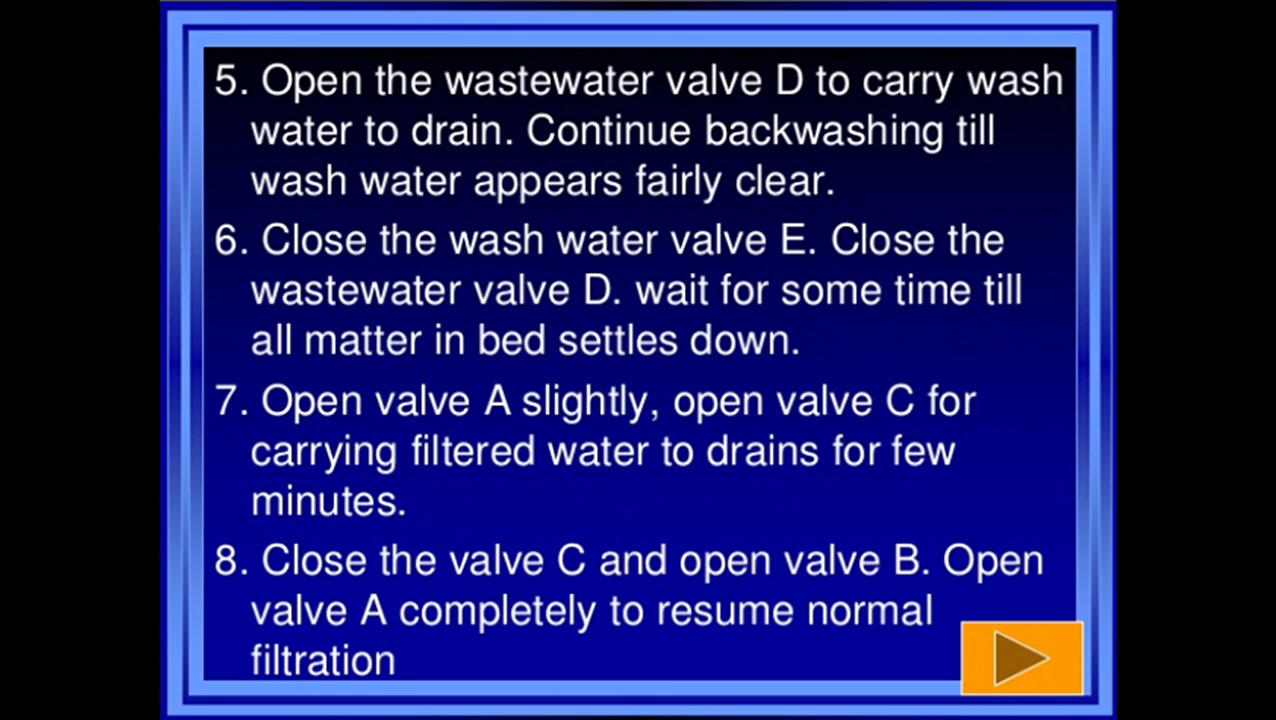 5. Open the wastewater valve D to carry wash
water to drain. Continue backwashing till
wash water appears fairly clear.
6. Close the wash water valve E. Close the
wastewater valve D. wait for some time till
all matter in bed settles down.
7. Open valve A slightly, open valve C for
carrying filtered water to drains for few
minutes.
8. Close the valve C and open valve B. Open
valve A completely to resume normal
filtration